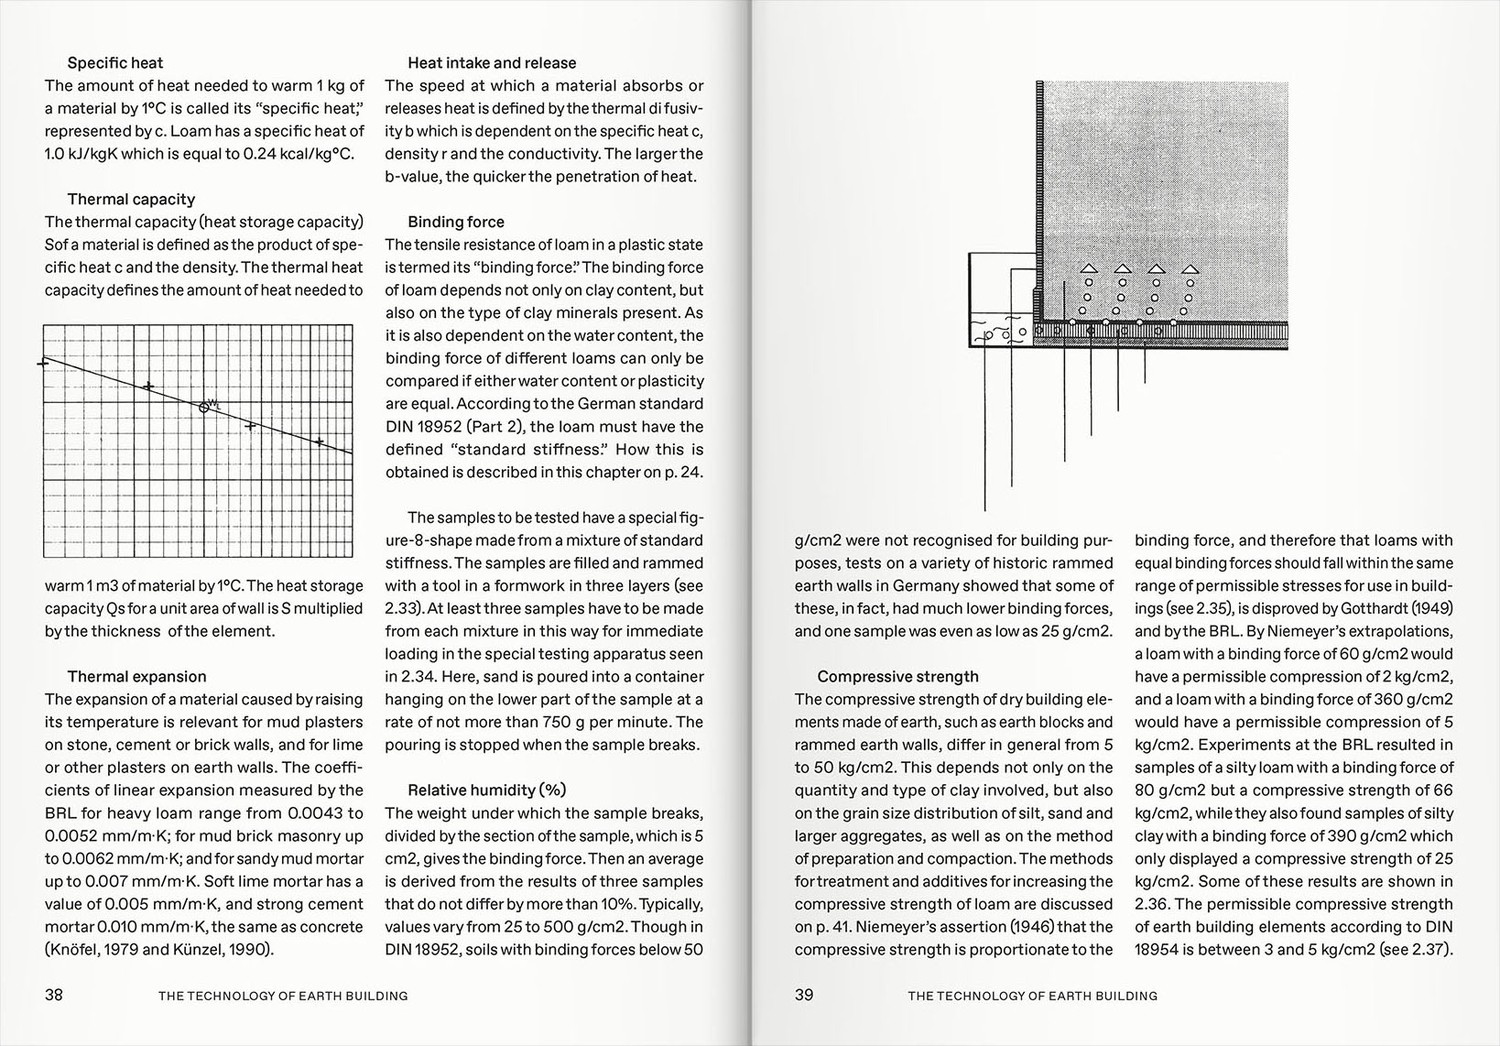 Specific heat
The amount of heat needed to warm 1 kg of
a material by 1°C is called its “specific heat,”
represented by c. Loam has a specific heat of
1.0 kJ/kgK which is equal to 0.24 kcal/kg°C.
Thermal capacity
The thermal capacity (heat storage capacity)
Sof a material is defined as the product of spe-
cific heat c and the density. The thermal heat
capacity defines the amount of heat needed to
WL
warm 1 m3 of material by 1°C. The heat storage
capacity Qs for a unit area of wall is S multiplied
by the thickness of the element.
Thermal expansion
The expansion of a material caused by raising
its temperature is relevant for mud plasters
on stone, cement or brick walls, and for lime
or other plasters on earth walls. The coeffi-
cients of linear expansion measured by the
BRL for heavy loam range from 0.0043 to
0.0052 mm/m·K; for mud brick masonry up
to 0.0062 mm/m·K; and for sandy mud mortar
up to 0.007 mm/m·K. Soft lime mortar has a
value of 0.005 mm/m·K, and strong cement
mortar 0.010 mm/m·K, the same as concrete
(Knöfel, 1979 and Künzel, 1990).
38
THE TECHNOLOGY OF EARTH BUILDING
Heat intake and release
The speed at which a material absorbs or
releases heat is defined by the thermal di fusiv-
ity b which is dependent on the specific heat c,
density r and the conductivity. The larger the
b-value, the quicker the penetration of heat.
Binding force
The tensile resistance of loam in a plastic state
is termed its “binding force.” The binding force
of loam depends not only on clay content, but
also on the type of clay minerals present. As
it is also dependent on the water content, the
binding force of different loams can only be
compared if either water content or plasticity
are equal. According to the German standard
DIN 18952 (Part 2), the loam must have the
defined “standard stiffness.” How this is
obtained is described in this chapter on p. 24.
The samples to be tested have a special fig-
ure-8-shape made from a mixture of standard
stiffness. The samples are filled and rammed
with a tool in a formwork in three layers (see
2.33). At least three samples have to be made
from each mixture in this way for immediate
loading in the special testing apparatus seen
in 2.34. Here, sand is poured into a container
hanging on the lower part of the sample at a
rate of not more than 750 g per minute. The
pouring is stopped when the sample breaks.
Relative humidity (%)
The weight under which the sample breaks,
divided by the section of the sample, which is 5
cm2, gives the binding force. Then an average
is derived from the results of three samples
that do not differ by more than 10%. Typically,
values vary from 25 to 500 g/cm2. Though in
DIN 18952, soils with binding forces below 50
g/cm2 were not recognised for building pur-
poses, tests on a variety of historic rammed
earth walls in Germany showed that some of
these, in fact, had much lower binding forces,
and one sample was even as low as 25 g/cm2.
Compressive strength
The compressive strength of dry building ele-
ments made of earth, such as earth blocks and
rammed earth walls, differ in general from 5
to 50 kg/cm2. This depends not only on the
quantity and type of clay involved, but also
on the grain size distribution of silt, sand and
larger aggregates, as well as on the method
of preparation and compaction. The methods
for treatment and additives for increasing the
compressive strength of loam are discussed
on p. 41. Niemeyer’s assertion (1946) that the
compressive strength is proportionate to the
39
THE TECHNOLOGY OF EARTH BUILDING
binding force, and therefore that loams with
equal binding forces should fall within the same
range of permissible stresses for use in build-
ings (see 2.35), is disproved by Gotthardt (1949)
and by the BRL. By Niemeyer’s extrapolations,
a loam with a binding force of 60 g/cm2 would
have a permissible compression of 2 kg/cm2,
and a loam with a binding force of 360 g/cm2
would have a permissible compression of 5
kg/cm2. Experiments at the BRL resulted in
samples of a silty loam with a binding force of
80 g/cm2 but a compressive strength of 66
kg/cm2, while they also found samples of silty
clay with a binding force of 390 g/cm2 which
only displayed a compressive strength of 25
kg/cm2. Some of these results are shown in
2.36. The permissible compressive strength
of earth building elements according to DIN
18954 is between 3 and 5 kg/cm2 (see 2.37).